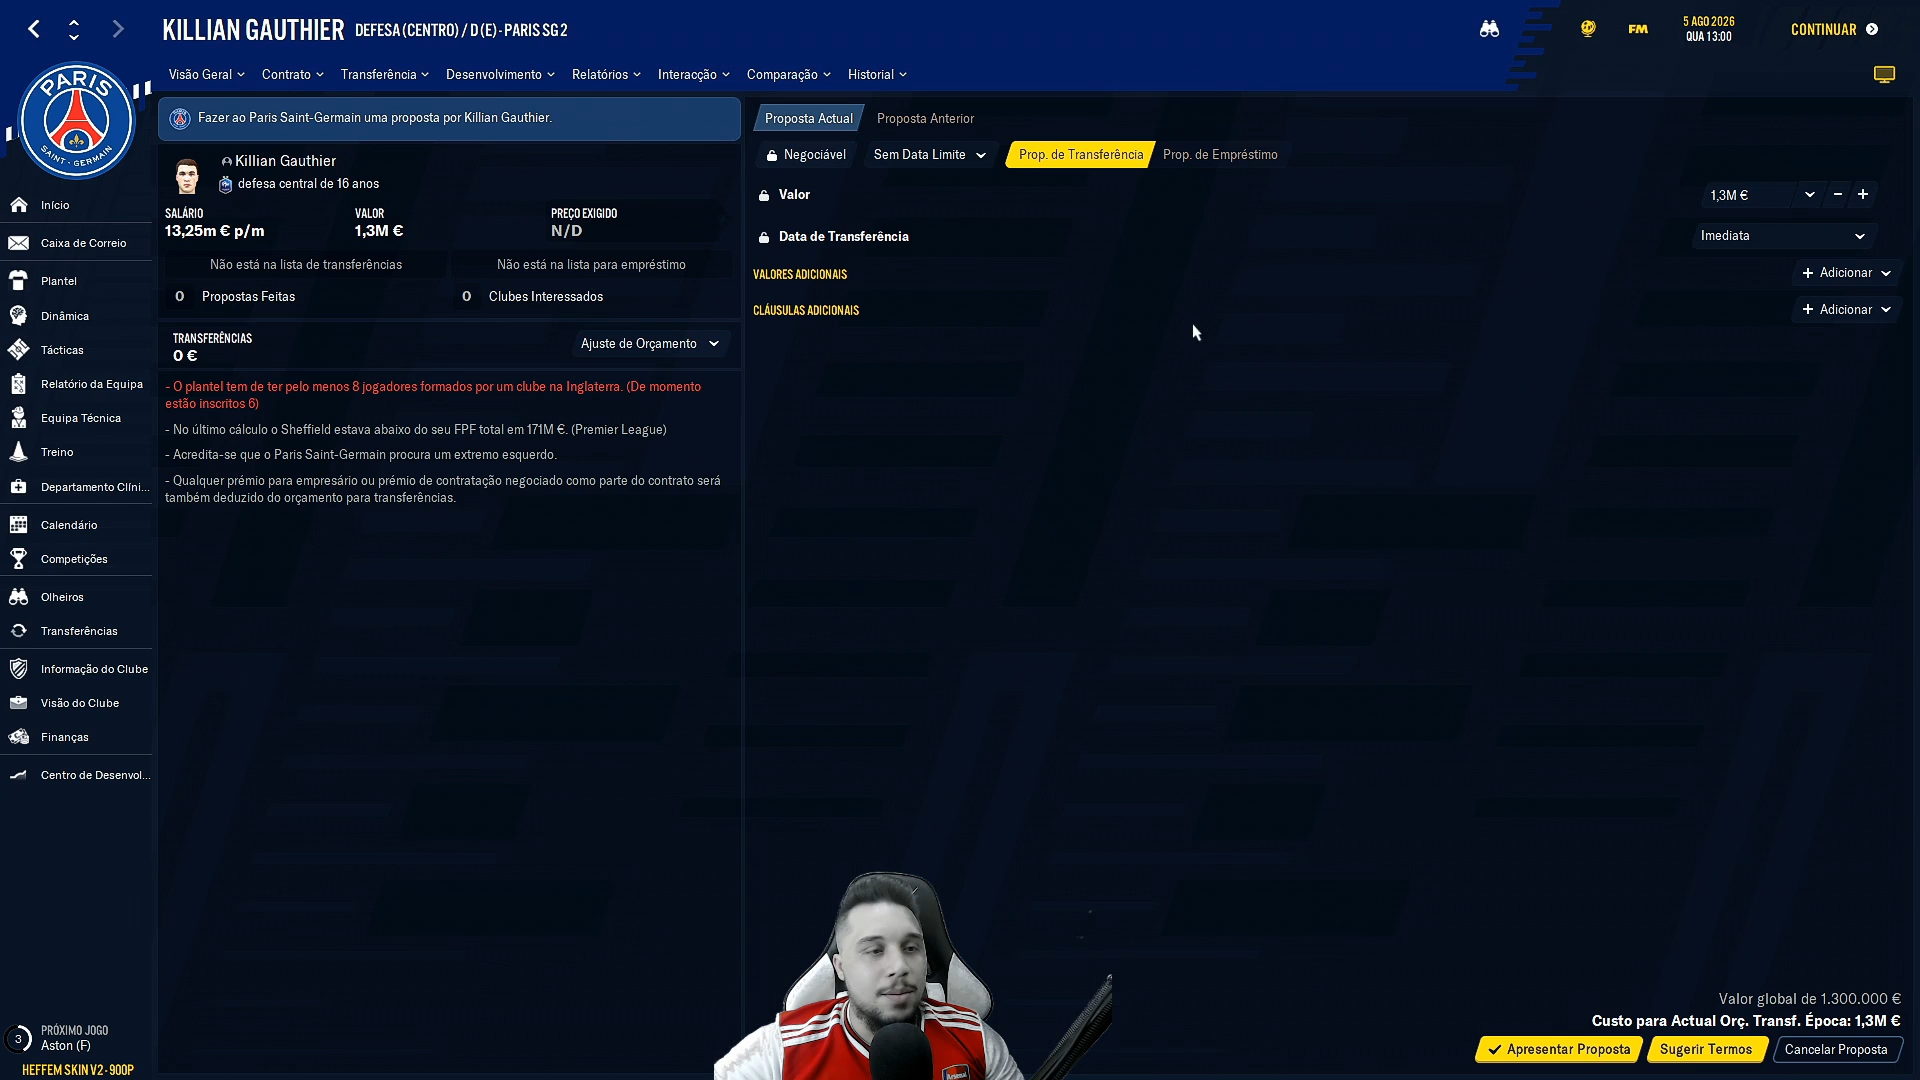 KILLIAN GAUTHIER DEFESA (CENTRO) / D (E) - PARIS SG 2
FM
5 AGO 2026
QUA 13:00
CONTINUAR
Visão Geral
Contrato
Transferência
Desenvolvimento
Relatórios
Interacção
Comparação
Historial
PARIS
SAINT-GERMAIN
Início
Caixa de Correio
Plantel
Dinâmica
Tácticas
Relatório da Equipa
Equipa Técnica
Treino
Departamento Clíni...
Calendário
Competições
Olheiros
Transferências
Informação do Clube
Visão do Clube
Finanças
Centro de Desenvol...
3
PRÓXIMO JOGO
Aston (F)
HEFFEM SKIN V2 - 900P
Fazer ao Paris Saint-Germain uma proposta por Killian Gauthier.
Killian Gauthier
defesa central de 16 anos
SALÁRIO
13,25m € p/m
VALOR
1,3M €
PREÇO EXIGIDO
N/D
Não está na lista de transferências
Não está na lista para empréstimo
0 Propostas Feitas
0 Clubes Interessados
TRANSFERÊNCIAS
0 €
Ajuste de Orçamento
- O plantel tem de ter pelo menos 8 jogadores formados por um clube na Inglaterra. (De momento
estão inscritos 6)
- No último cálculo o Sheffield estava abaixo do seu FPF total em 171M €. (Premier League)
- Acredita-se que o Paris Saint-Germain procura um extremo esquerdo.
- Qualquer prémio para empresário ou prémio de contratação negociado como parte do contrato será
também deduzido do orçamento para transferências.
Proposta Actual
Proposta Anterior
Negociável
Sem Data Limite
Prop. de Transferência
Prop. de Empréstimo
Valor
1,3M €
Data de Transferência
Imediata
VALORES ADICIONAIS
Adicionar
CLÁUSULAS ADICIONAIS
Adicionar
Valor global de 1.300.000 €
Custo para Actual Orç. Transf. Época: 1,3M €
Apresentar Proposta
Sugerir Termos
Cancelar Proposta
Arsenal